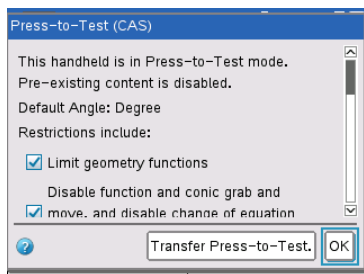 Press-to-Test (CAS)
This handheld is in Press-to-Test mode.
Pre-existing content is disabled.
Default Angle: Degree
Restrictions include:
Limit geometry functions
Disable function and conic grab and
move, and disable change of equation
Transfer Press-to-Test.
OK